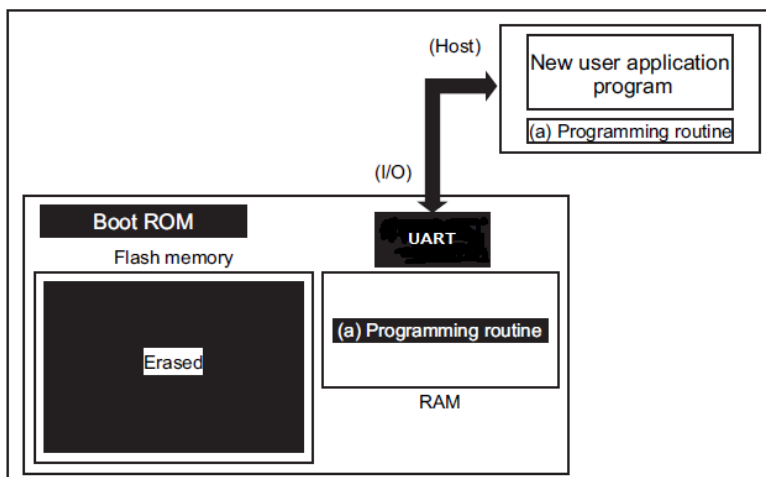 (Host)
New user application
program
(a) Programming routine
(I/O)
Boot ROM
UART
Flash memory
(a) Programming routine
Erased
RAM